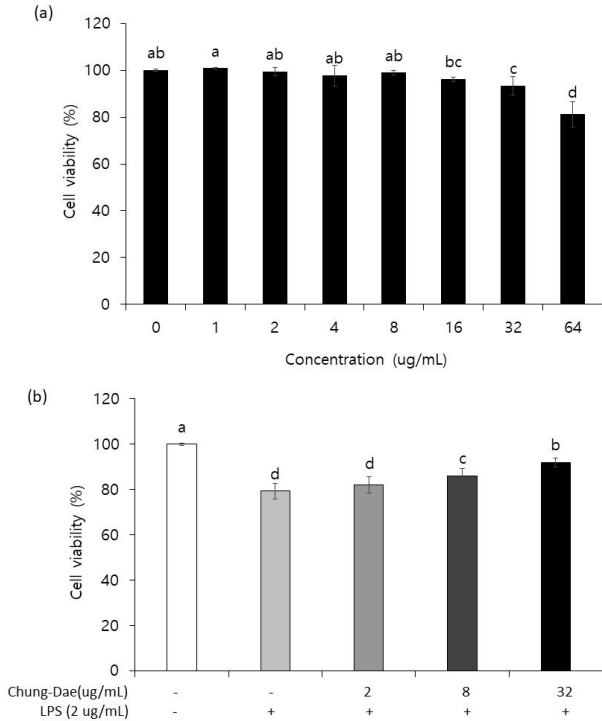 (a)
120
100
80
60
40
20
0
Cell viability (%)
ab a ab ab ab bc c d
0 1 2 4 8 16 32 64
Concentration (ug/mL)
(b)
120
100
80
60
40
20
0
Cell viability (%)
a d d c b
Chung-Dae(ug/mL) - - 2 8 32
LPS (2 ug/mL) - + + + +